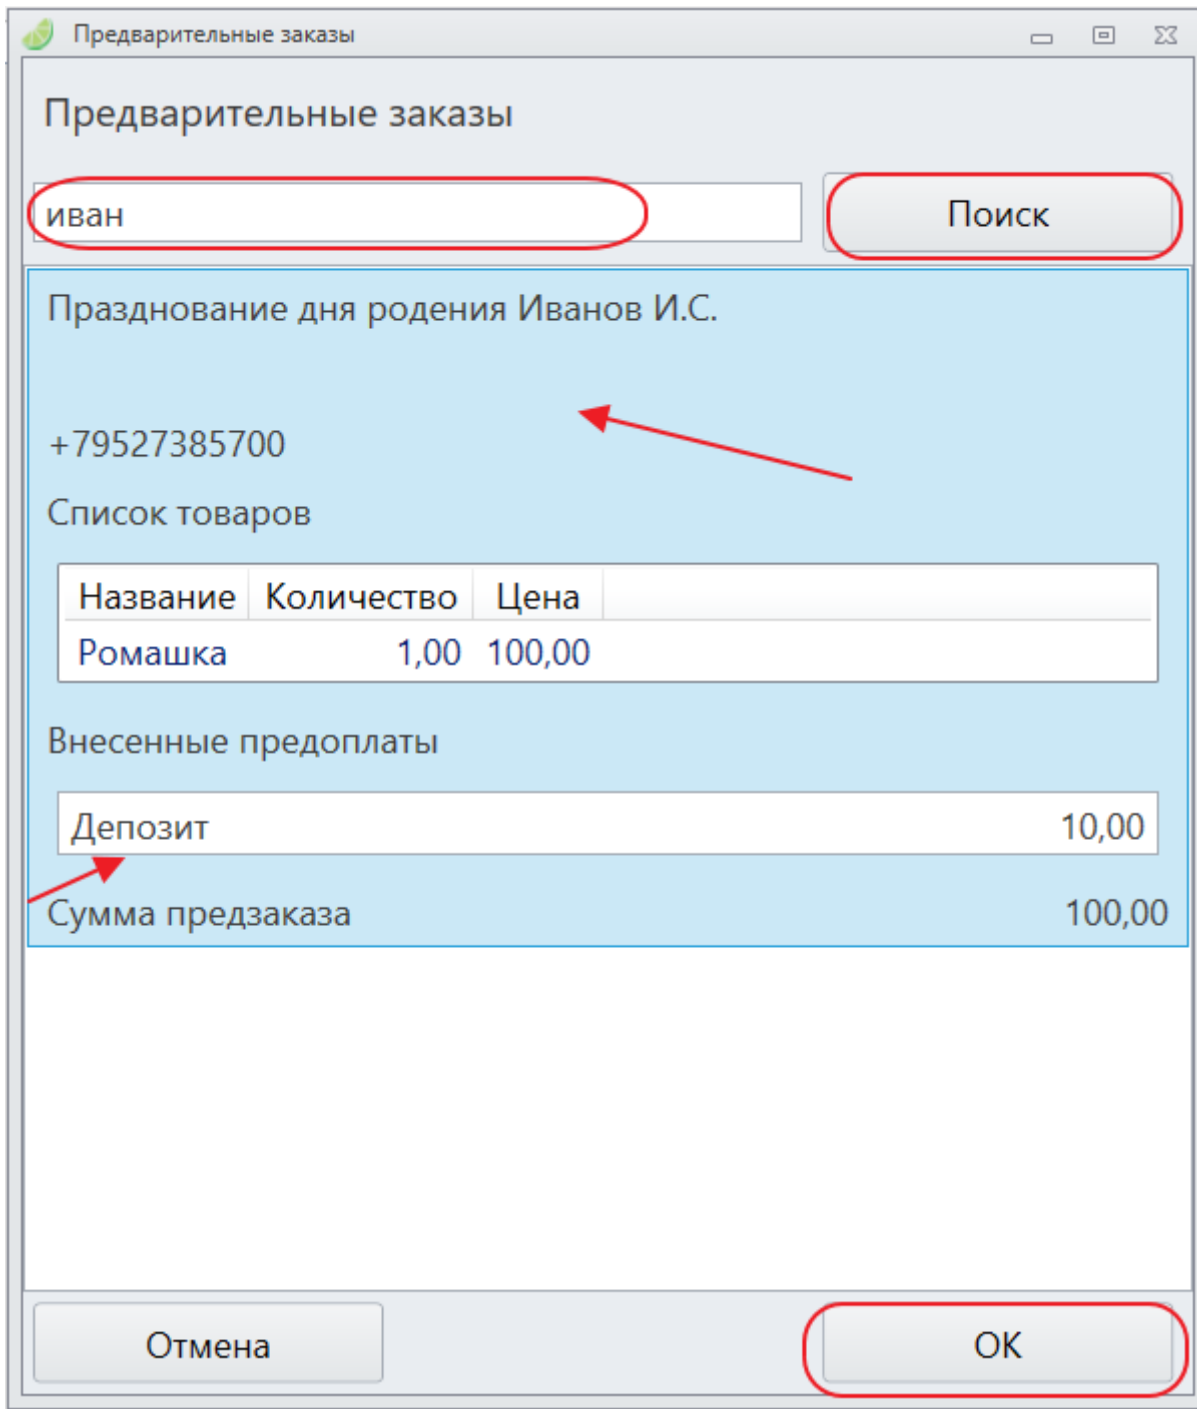 Предварительные заказы
Предварительные заказы
иван
Поиск
Празднование дня родения Иванов И.С.
+79527385700
Список товаров
Название Количество Цена
Ромашка 1,00 100,00
Внесенные предоплаты
Депозит 10,00
Сумма предзаказа 100,00
Отмена
ОК